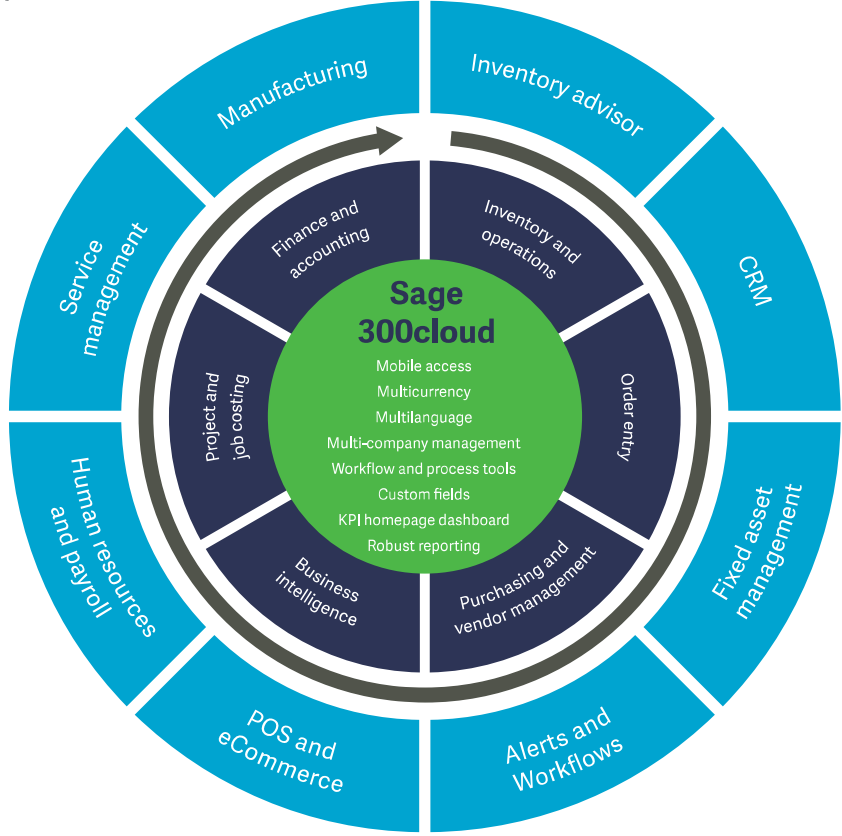 Manufacturing
Inventory advisor
CRM
Fixed asset
management
Alerts and
Workflows
POS and
eCommerce
Human resources
and payroll
Service
management
Finance and
accounting
Inventory and
operations
Order entry
Purchasing and
vendor management
Business
intelligence
Project and
job costing
Sage
300cloud
Mobile access
Multicurrency
Multilanguage
Multi-company management
Workflow and process tools
Custom fields
KPI homepage dashboard
Robust reporting